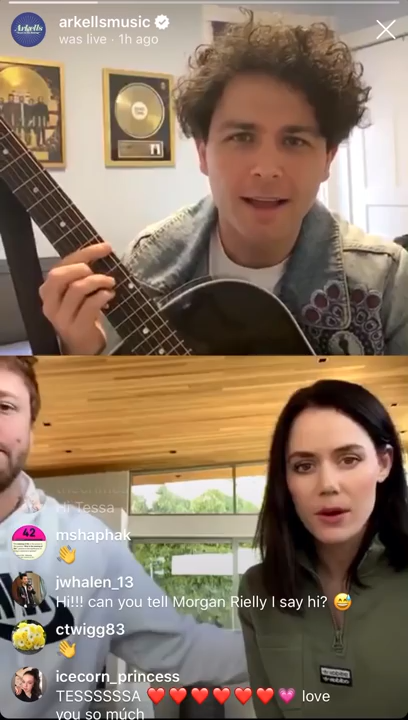 Arkells
arkellsmusic
was live · 1h ago
Hi Tessa
42
mshaphak
👋
jwhalen_13
Hi!!! can you tell Morgan Rielly I say hi? 😅
ctwigg83
👋
icecorn_princess
TESSSSSSA ❤️❤️❤️❤️❤️❤️💗 love
you so much